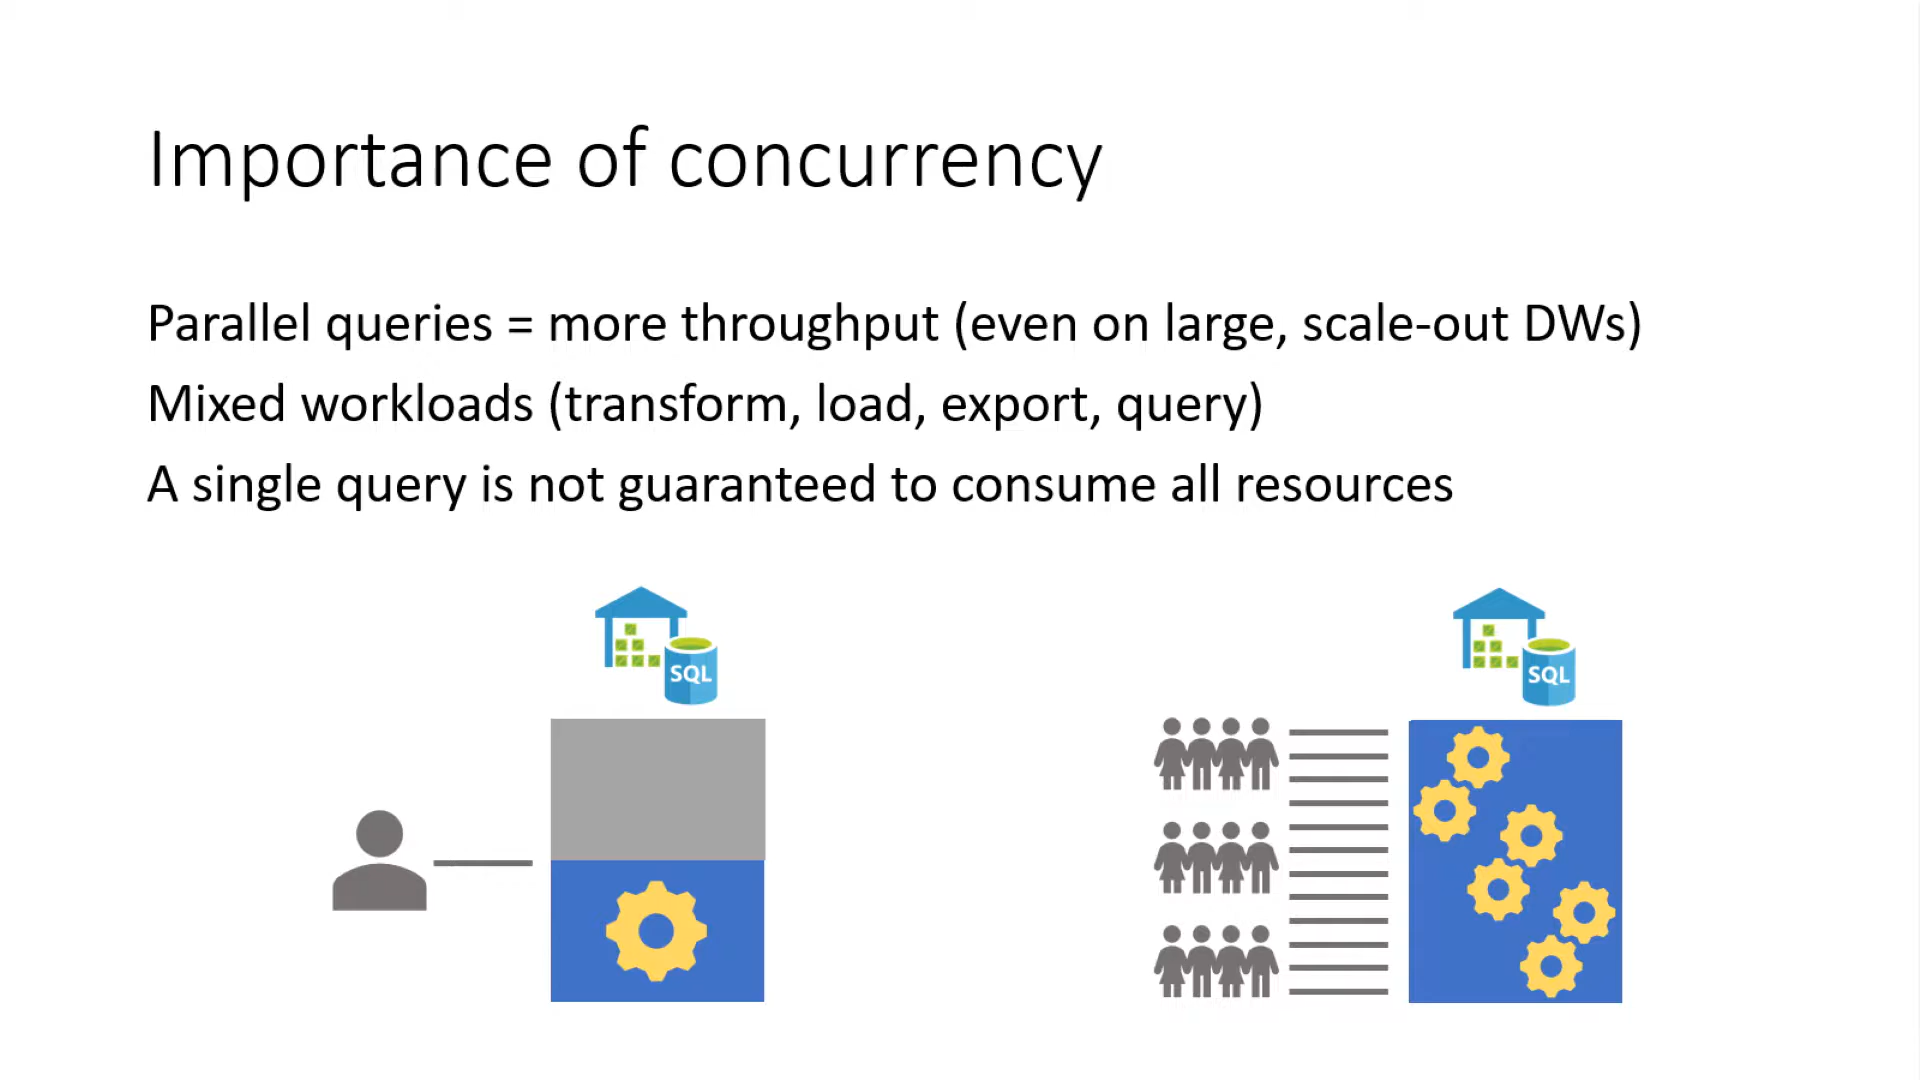 Importance of concurrency
Parallel queries = more throughput (even on large, scale-out DWs)
Mixed workloads (transform, load, export, query)
A single query is not guaranteed to consume all resources
SQL
SQL